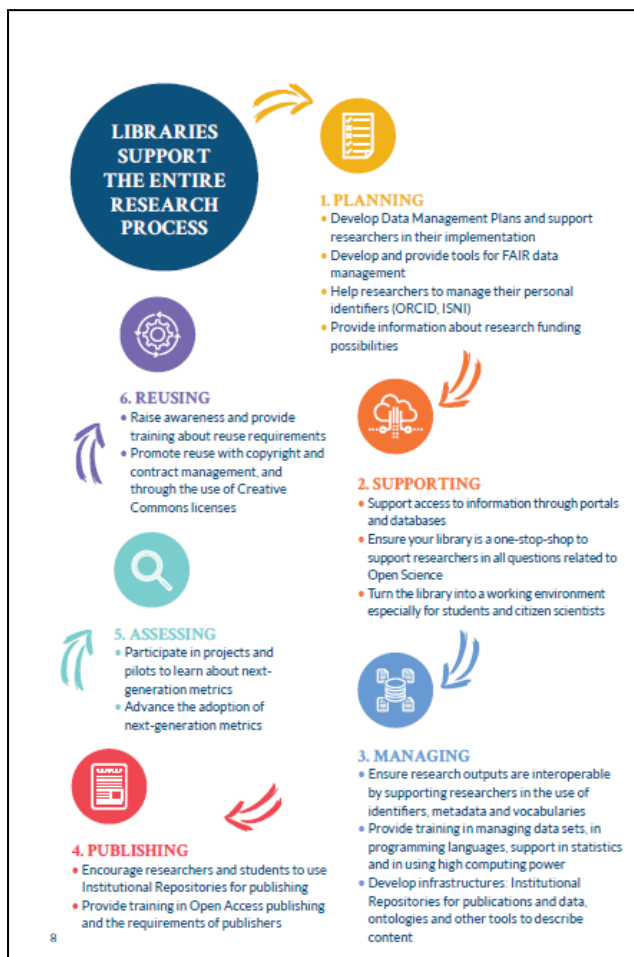 LIBRARIES
SUPPORT
THE ENTIRE
RESEARCH
PROCESS
1. PLANNING
• Develop Data Management Plans and support
researchers in their implementation
• Develop and provide tools for FAIR data
management
• Help researchers to manage their personal
identifiers (ORCID, ISNI)
• Provide information about research funding
possibilities
2. SUPPORTING
• Support access to information through portals
and databases
• Ensure your library is a one-stop-shop to
support researchers in all questions related to
Open Science
• Turn the library into a working environment
especially for students and citizen scientists
3. MANAGING
• Ensure research outputs are interoperable
by supporting researchers in the use of
identifiers, metadata and vocabularies
• Provide training in managing data sets, in
programming languages, support in statistics
and in using high computing power
• Develop infrastructures: Institutional
Repositories for publications and data,
ontologies and other tools to describe
content
4. PUBLISHING
• Encourage researchers and students to use
Institutional Repositories for publishing
• Provide training in Open Access publishing
and the requirements of publishers
5. ASSESSING
• Participate in projects and
pilots to learn about next-
generation metrics
• Advance the adoption of
next-generation metrics
6. REUSING
• Raise awareness and provide
training about reuse requirements
• Promote reuse with copyright and
contract management, and
through the use of Creative
Commons licenses
8